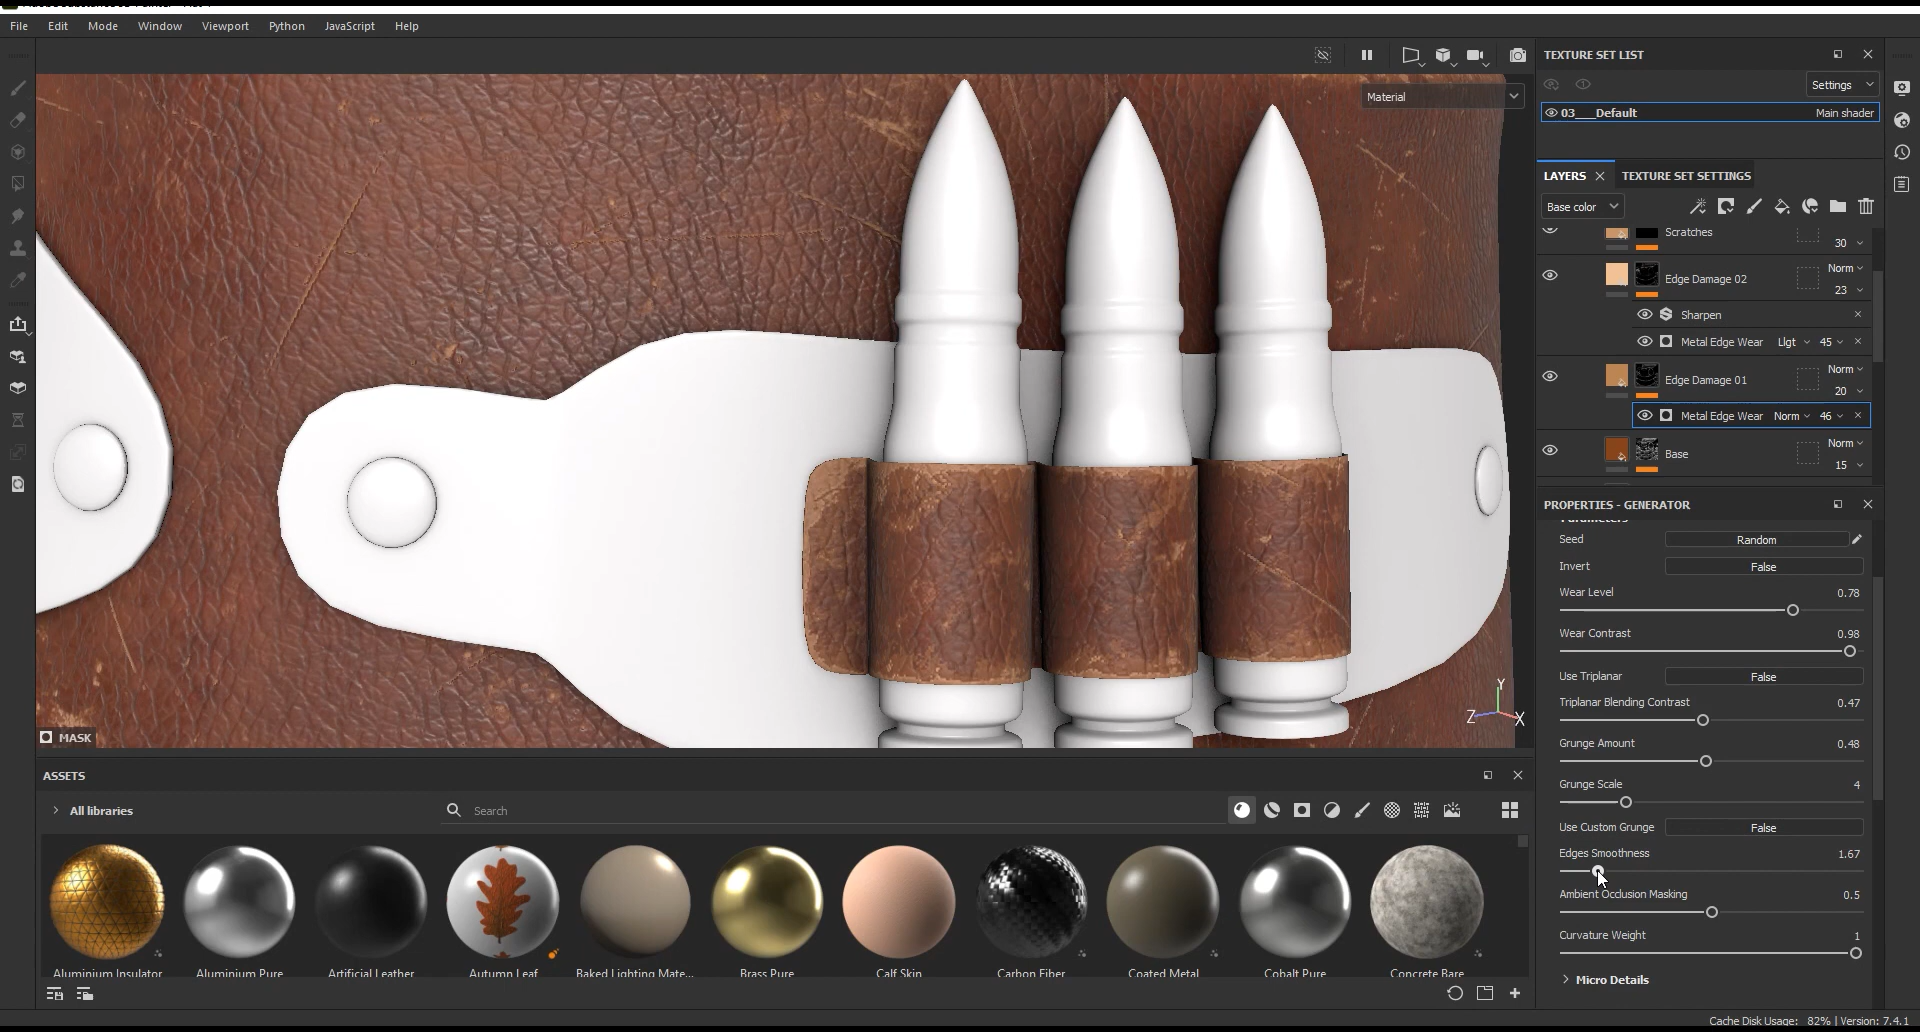 File Edit Mode Window Viewport Python JavaScript Help
Material
Y
Z X
MASK
TEXTURE SET LIST
Settings
03___Default Main shader
LAYERS TEXTURE SET SETTINGS
Base color
Scratches
30
Norm
Edge Damage 02
23
Sharpen
Metal Edge Wear Llgt 45
Norm
Edge Damage 01
20
Metal Edge Wear Norm 46
Norm
Base
15
PROPERTIES - GENERATOR
Parameters
Seed Random
Invert False
Wear Level 0.78
Wear Contrast 0.98
Use Triplanar False
Triplanar Blending Contrast 0.47
Grunge Amount 0.48
Grunge Scale 4
Use Custom Grunge False
Edges Smoothness 1.67
Ambient Occlusion Masking 0.5
Curvature Weight 1
Micro Details
ASSETS
All libraries
Search
Aluminium Insulator Aluminium Pure Artificial Leather Autumn Leaf Baked Lighting Mate... Brass Pure Calf Skin Carbon Fiber Coated Metal Cobalt Pure Concrete Bare
Cache Disk Usage: 82% | Version: 7.4.1